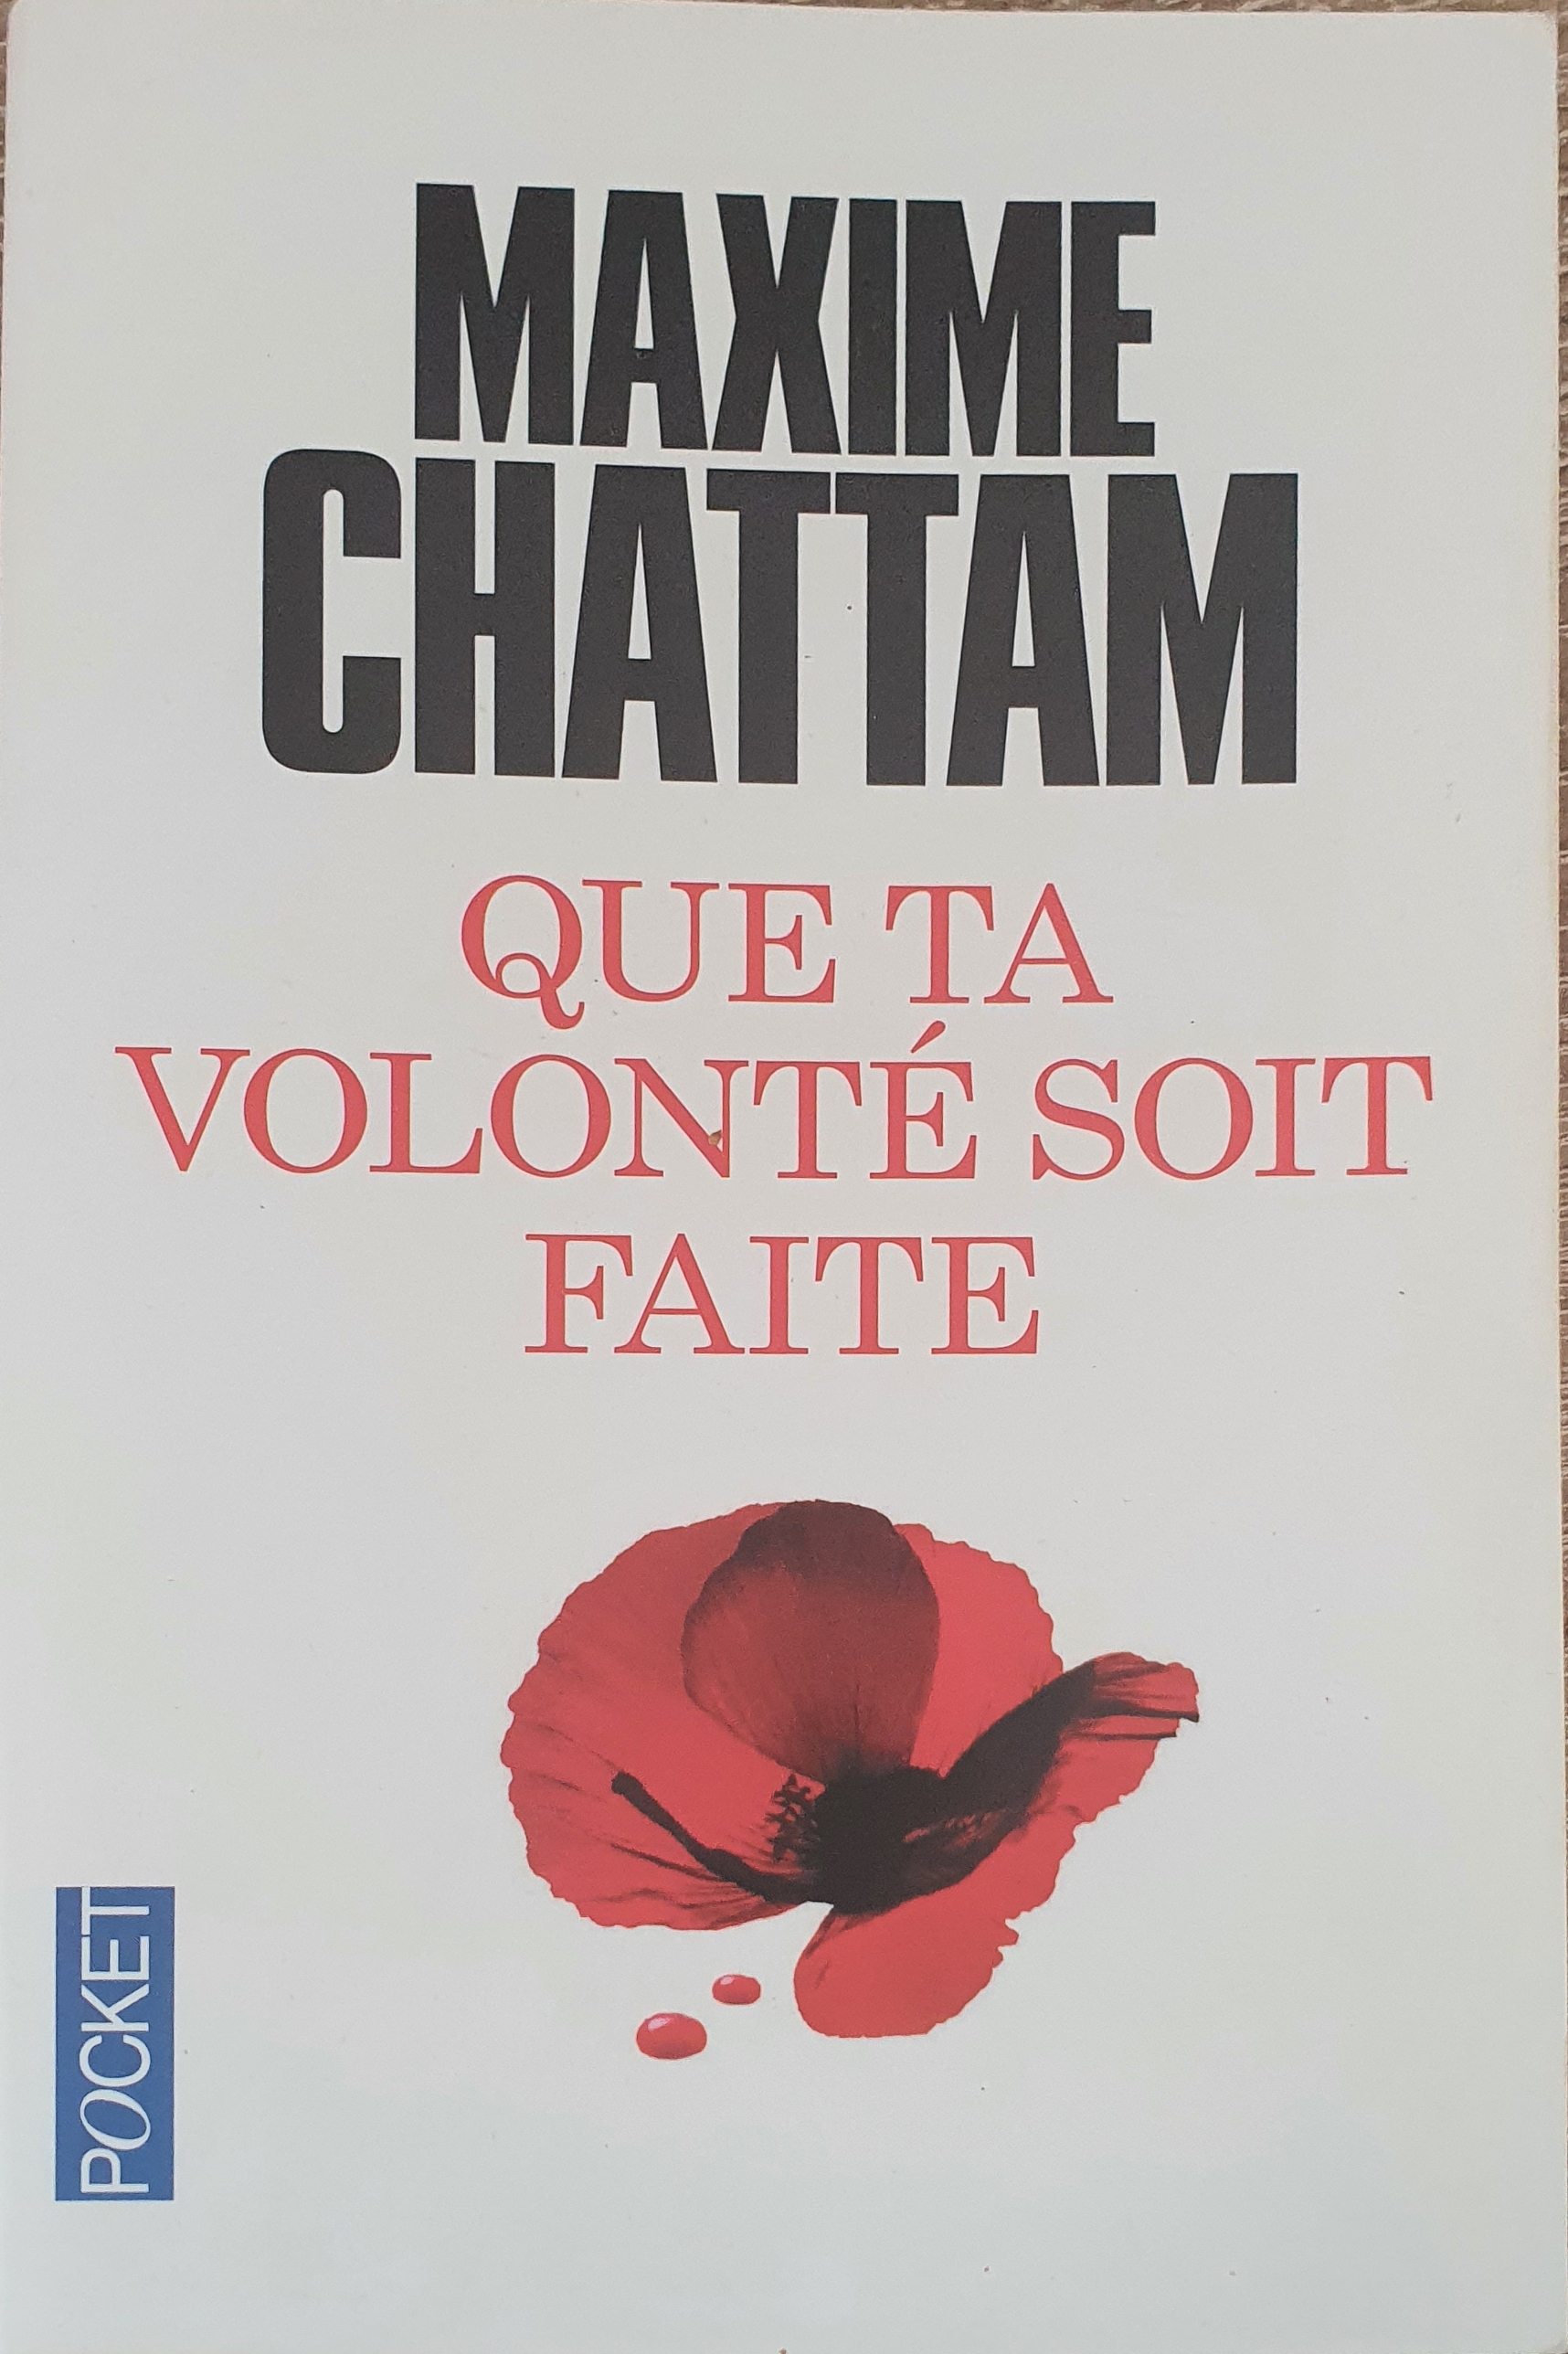 MAXIME
CHATTAM
QUE TA
VOLONTÉ SOIT
FAITE
POCKET